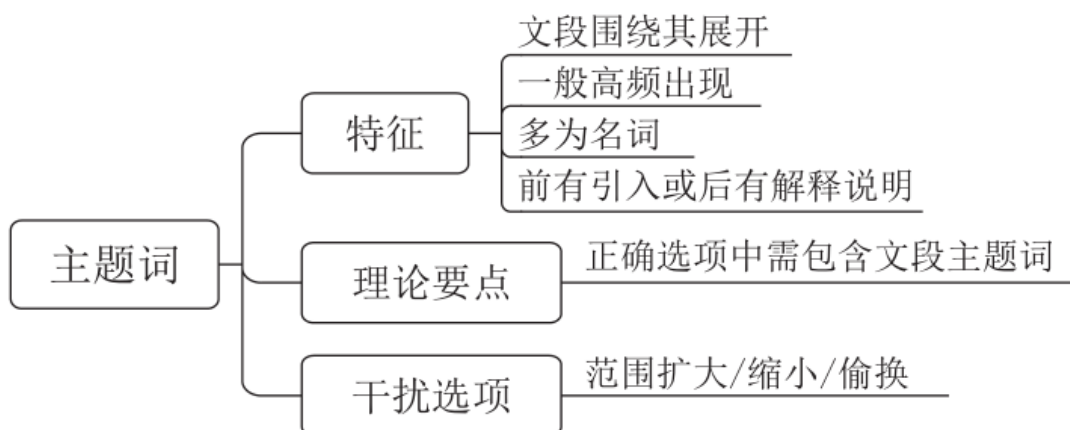 文段围绕其展开
一般高频出现
特征
多为名词
前有引入或后有解释说明
主题词
理论要点
正确选项中需包含文段主题词
干扰选项
范围扩大/缩小/偷换